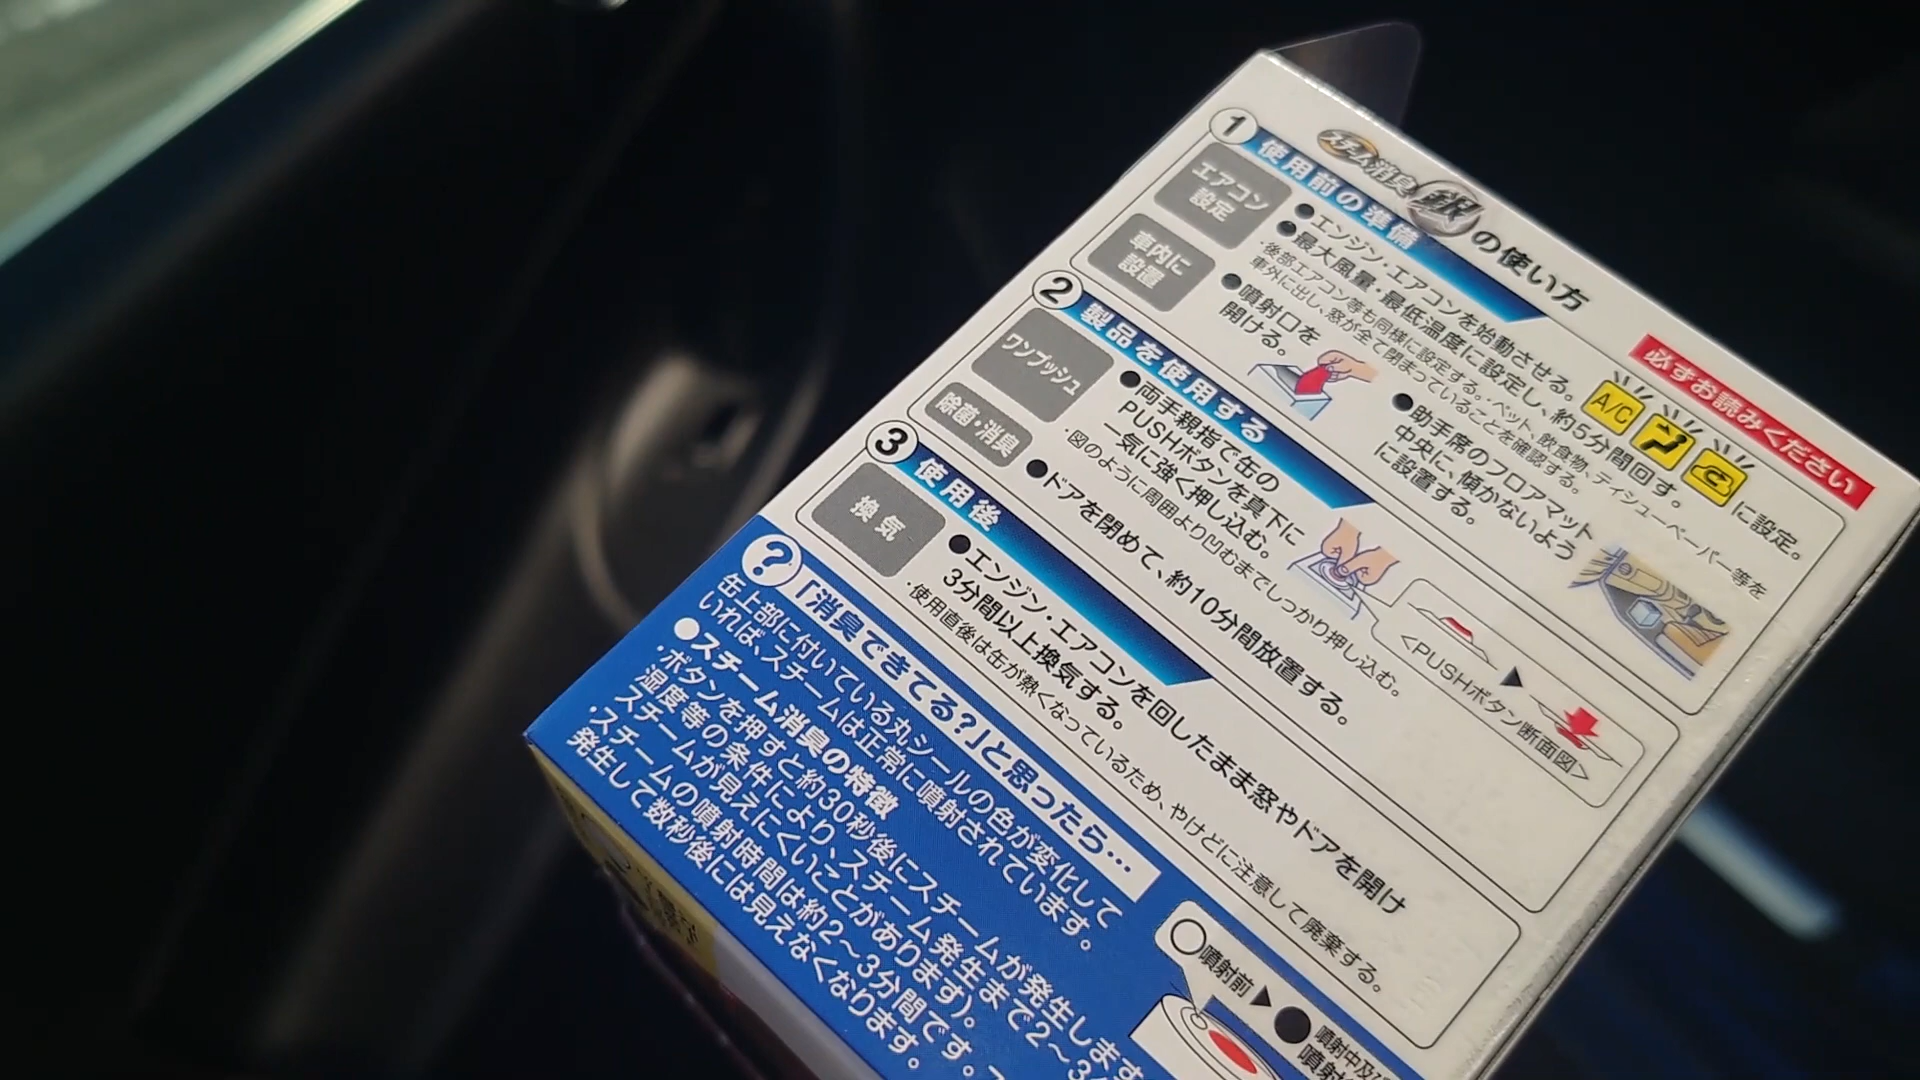 スチーム消臭 銀 の使い方
必ずお読みください
1 使用前の準備
エアコン
設定
●エンジン・エアコンを始動させる。
●最大風量・最低温度に設定し、約5分間回す。
A/C に設定。
・後部エアコン等も同様に設定する。・ペット、飲食物、ティシューペーパー等を
車外に出し、窓が全て閉まっていることを確認する。
車内に
設置
●噴射口を
開ける。
●助手席のフロアマット
中央に、傾かないよう
に設置する。
2 製品を使用する
ワンプッシュ
●両手親指で缶の
PUSHボタンを真下に
一気に強く押し込む。
・図のように周囲より凹むまでしっかり押し込む。
<PUSHボタン断面図>
除菌・消臭
●ドアを閉めて、約10分間放置する。
3 使用後
換気
●エンジン・エアコンを回したまま窓やドアを開け
3分間以上換気する。
・使用直後は缶が熱くなっているため、やけどに注意して廃棄する。
? 「消臭できてる?」と思ったら…
缶上部に付いている丸シールの色が変化して
いれば、スチームは正常に噴射されています。
●スチーム消臭の特徴
・ボタンを押すと約30秒後にスチームが発生します
湿度等の条件により、スチーム発生まで2~3
スチームが見えにくいことがあります)。
・スチームの噴射時間は約2~3分間です。
発生して数秒後には見えなくなります。
噴射前
噴射中及び
噴射